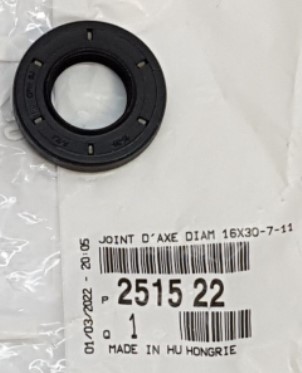 JOINT D'AXE DIAM 16X30-7-11
01/03/2022 - 20:05
P 2515 22
Q 1
MADE IN HU HONGRIE